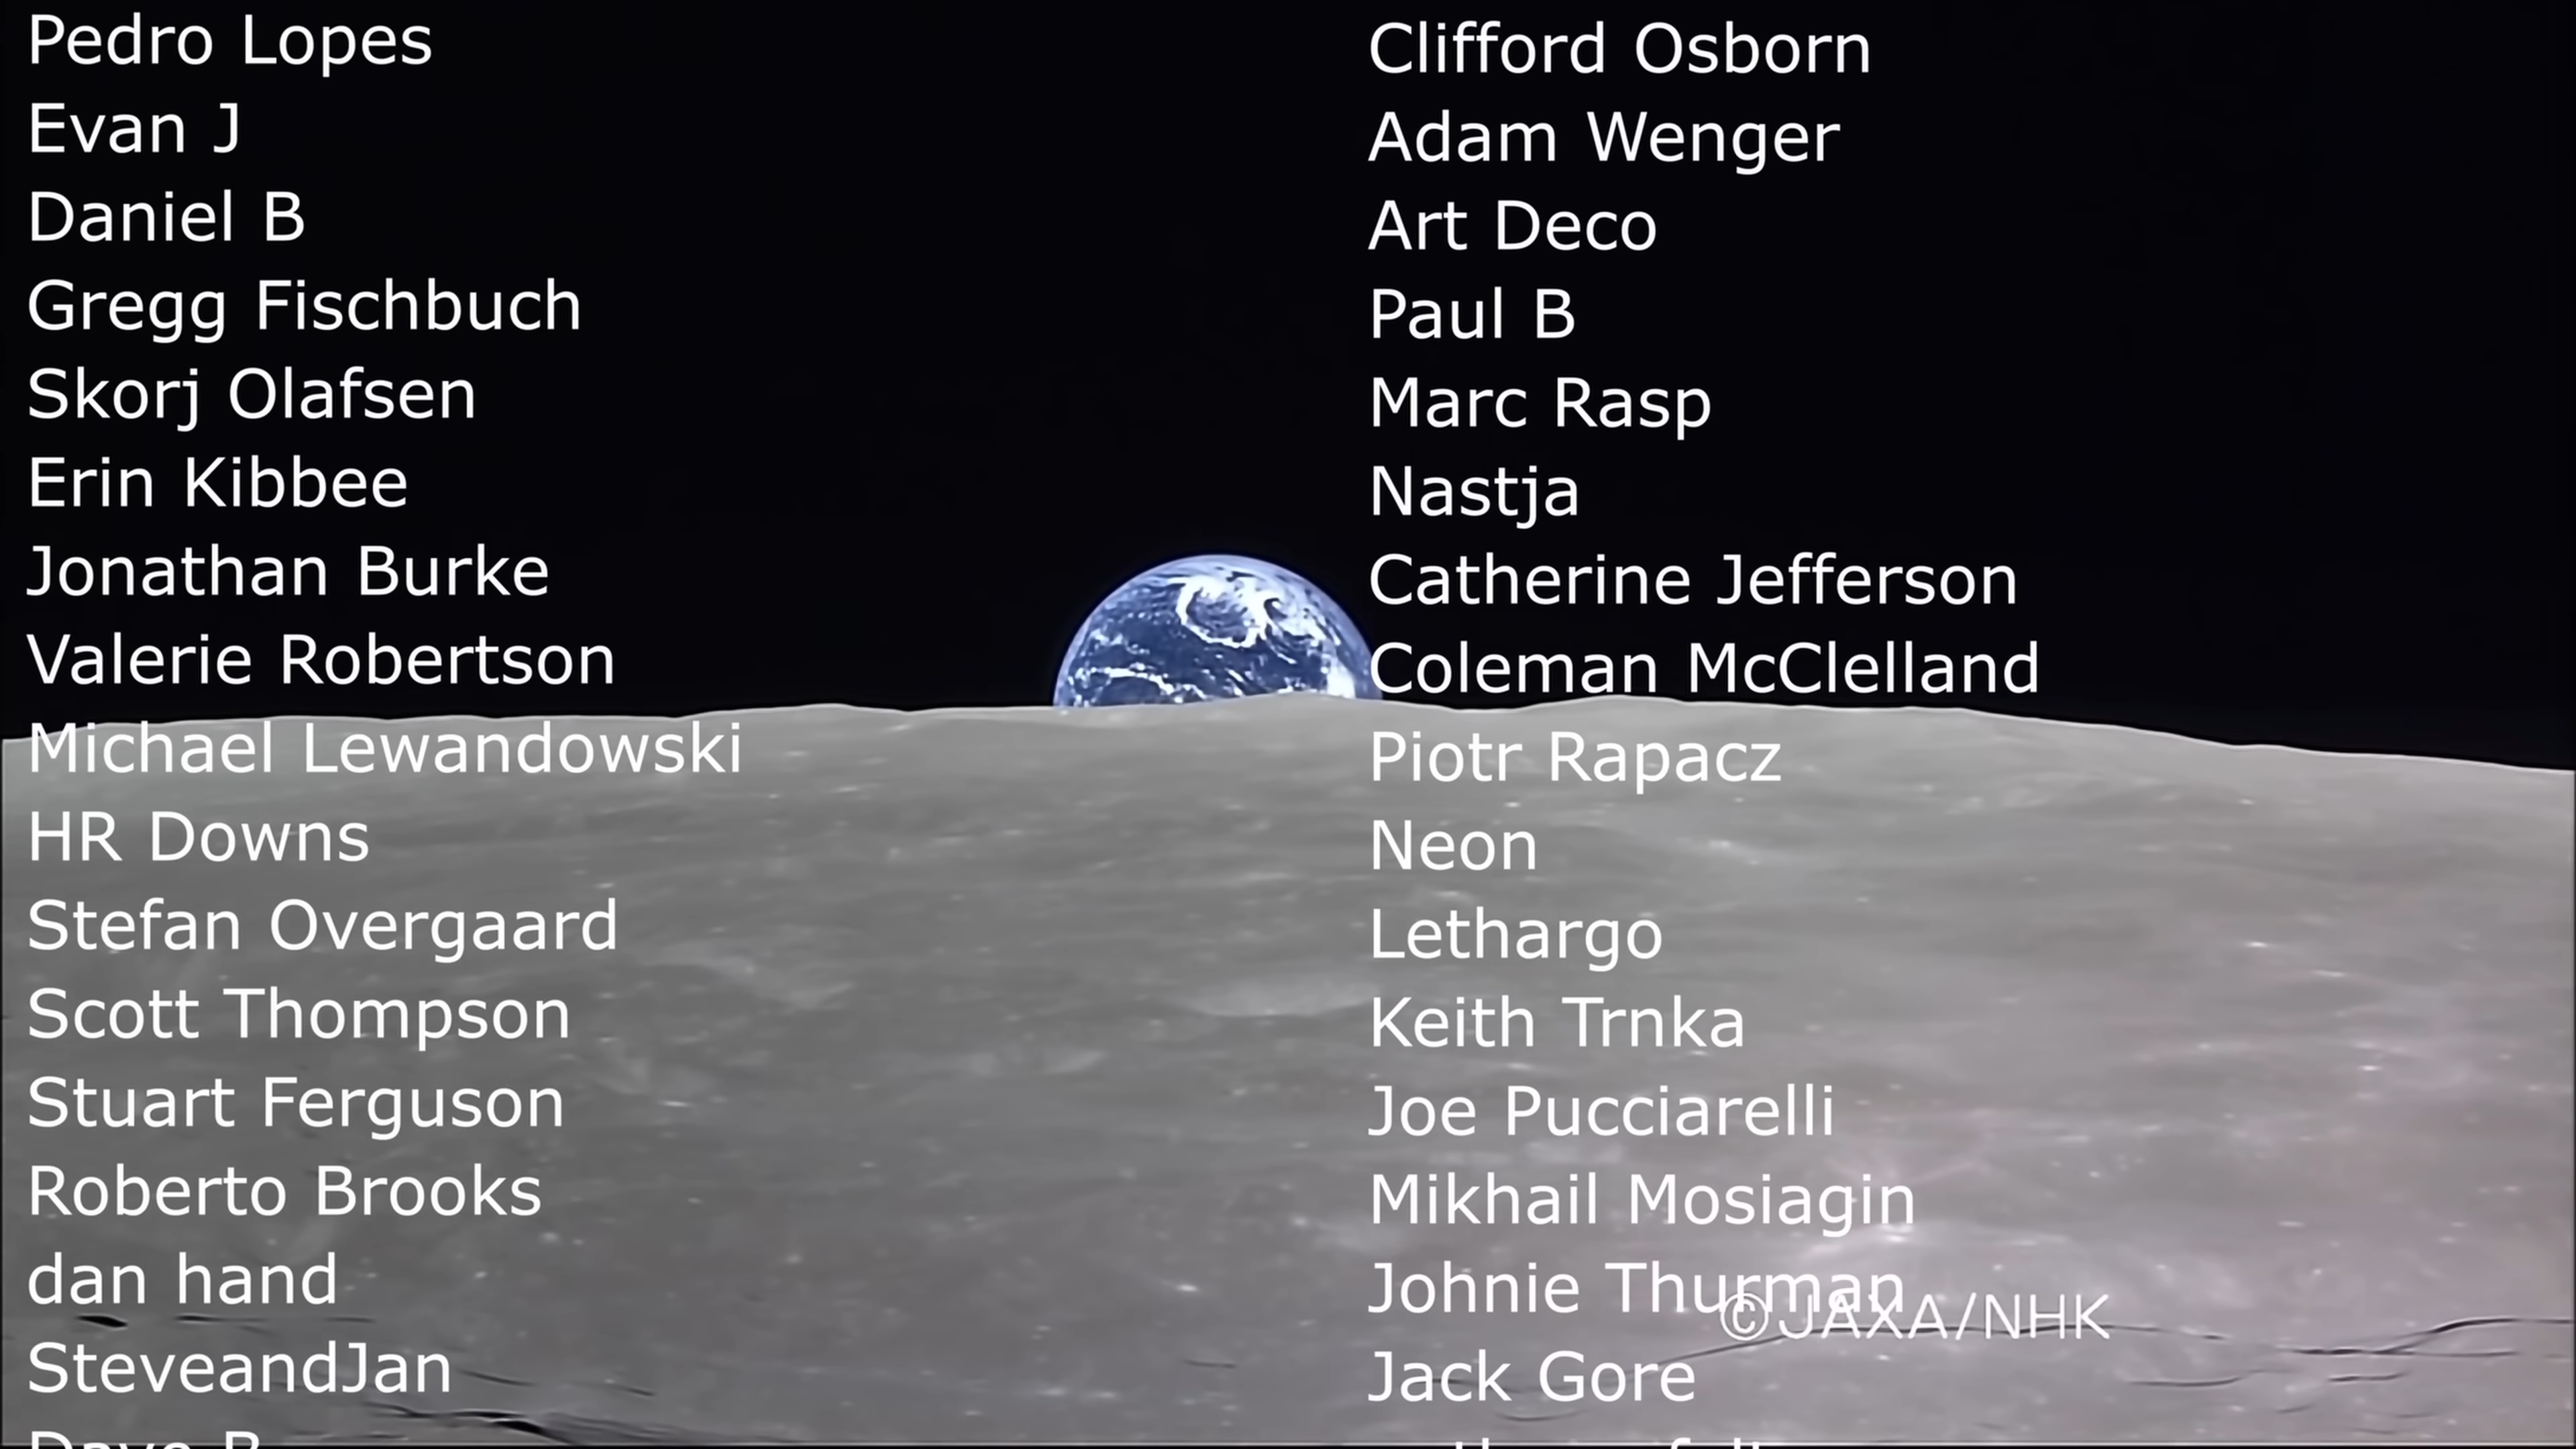 Pedro Lopes
Evan J
Daniel B
Gregg Fischbuch
Skorj Olafsen
Erin Kibbee
Jonathan Burke
Valerie Robertson
Michael Lewandowski
HR Downs
Stefan Overgaard
Scott Thompson
Stuart Ferguson
Roberto Brooks
dan hand
SteveandJan
Clifford Osborn
Adam Wenger
Art Deco
Paul B
Marc Rasp
Nastja
Catherine Jefferson
Coleman McClelland
Piotr Rapacz
Neon
Lethargo
Keith Trnka
Joe Pucciarelli
Mikhail Mosiagin
Johnie Thurman
©JAXA/NHK
Jack Gore